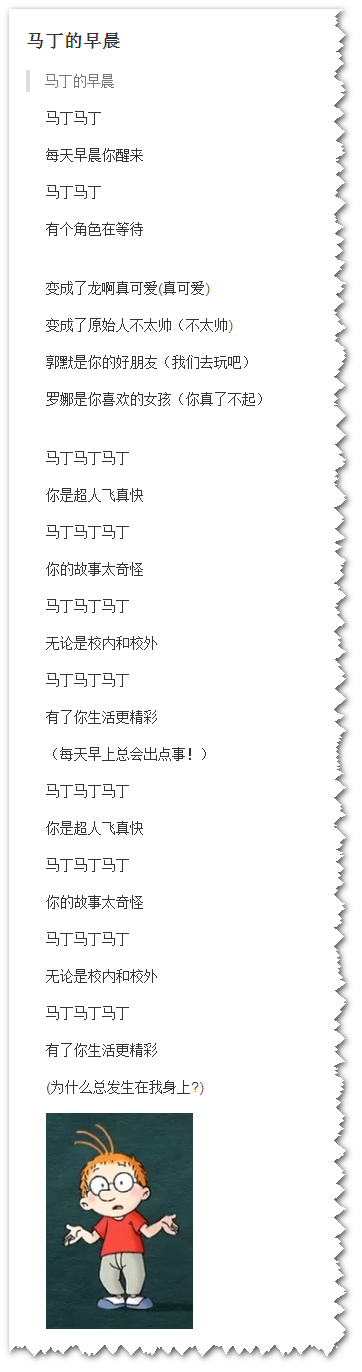 马丁的早晨
马丁的早晨
马丁马丁
每天早晨你醒来
马丁马丁
有个角色在等待
变成了龙啊真可爱(真可爱)
变成了原始人不太帅（不太帅)
郭默是你的好朋友（我们去玩吧）
罗娜是你喜欢的女孩（你真了不起）
马丁马丁马丁
你是超人飞真快
马丁马丁马丁
你的故事太奇怪
马丁马丁马丁
无论是校内和校外
马丁马丁马丁
有了你生活更精彩
（每天早上总会出点事！）
马丁马丁马丁
你是超人飞真快
马丁马丁马丁
你的故事太奇怪
马丁马丁马丁
无论是校内和校外
马丁马丁马丁
有了你生活更精彩
(为什么总发生在我身上?)